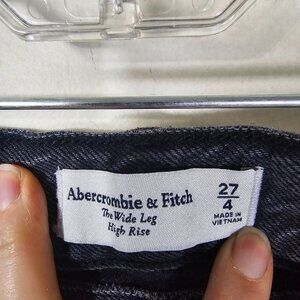 Abercrombie & Fitch
The Wide Leg
High Rise
27
4
MADE IN
VIETNAM